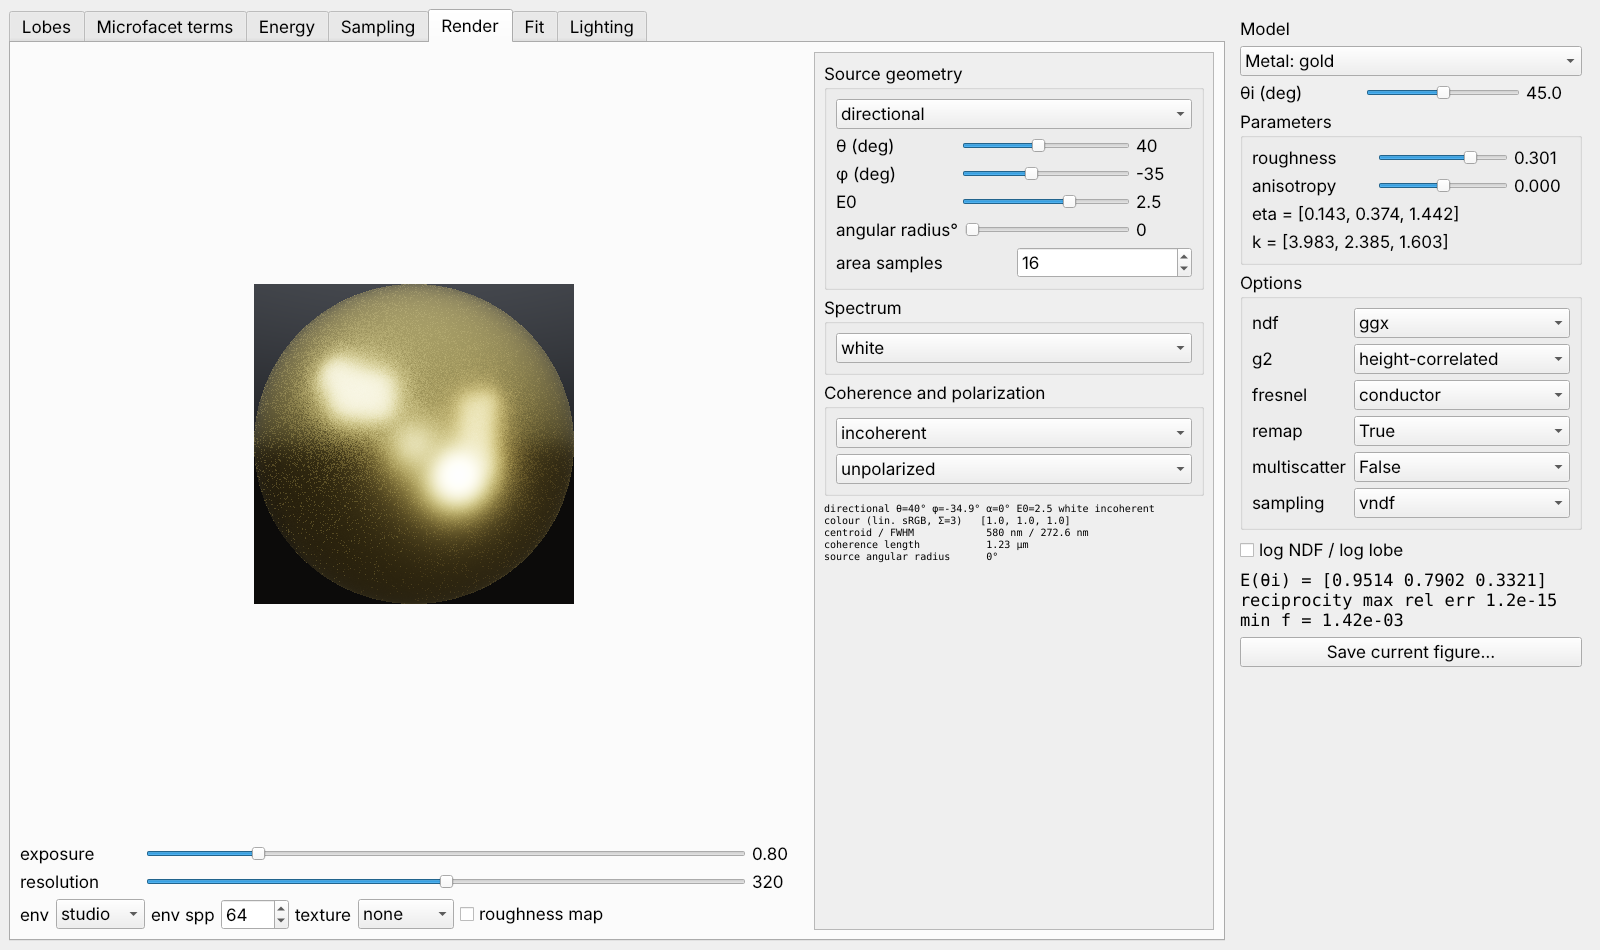 Lobes Microfacet terms Energy Sampling Render Fit Lighting
Source geometry
directional
θ (deg) 40
φ (deg) -35
E0 2.5
angular radius° 0
area samples 16
Spectrum
white
Coherence and polarization
incoherent
unpolarized
directional θ=40° φ=-34.9° α=0° E0=2.5 white incoherent
colour (lin. sRGB, Σ=3) [1.0, 1.0, 1.0]
centroid / FWHM 580 nm / 272.6 nm
coherence length 1.23 µm
source angular radius 0°
exposure 0.80
resolution 320
env studio env spp 64 texture none roughness map
Model
Metal: gold
θi (deg) 45.0
Parameters
roughness 0.301
anisotropy 0.000
eta = [0.143, 0.374, 1.442]
k = [3.983, 2.385, 1.603]
Options
ndf ggx
g2 height-correlated
fresnel conductor
remap True
multiscatter False
sampling vndf
log NDF / log lobe
E(θi) = [0.9514 0.7902 0.3321]
reciprocity max rel err 1.2e-15
min f = 1.42e-03
Save current figure...